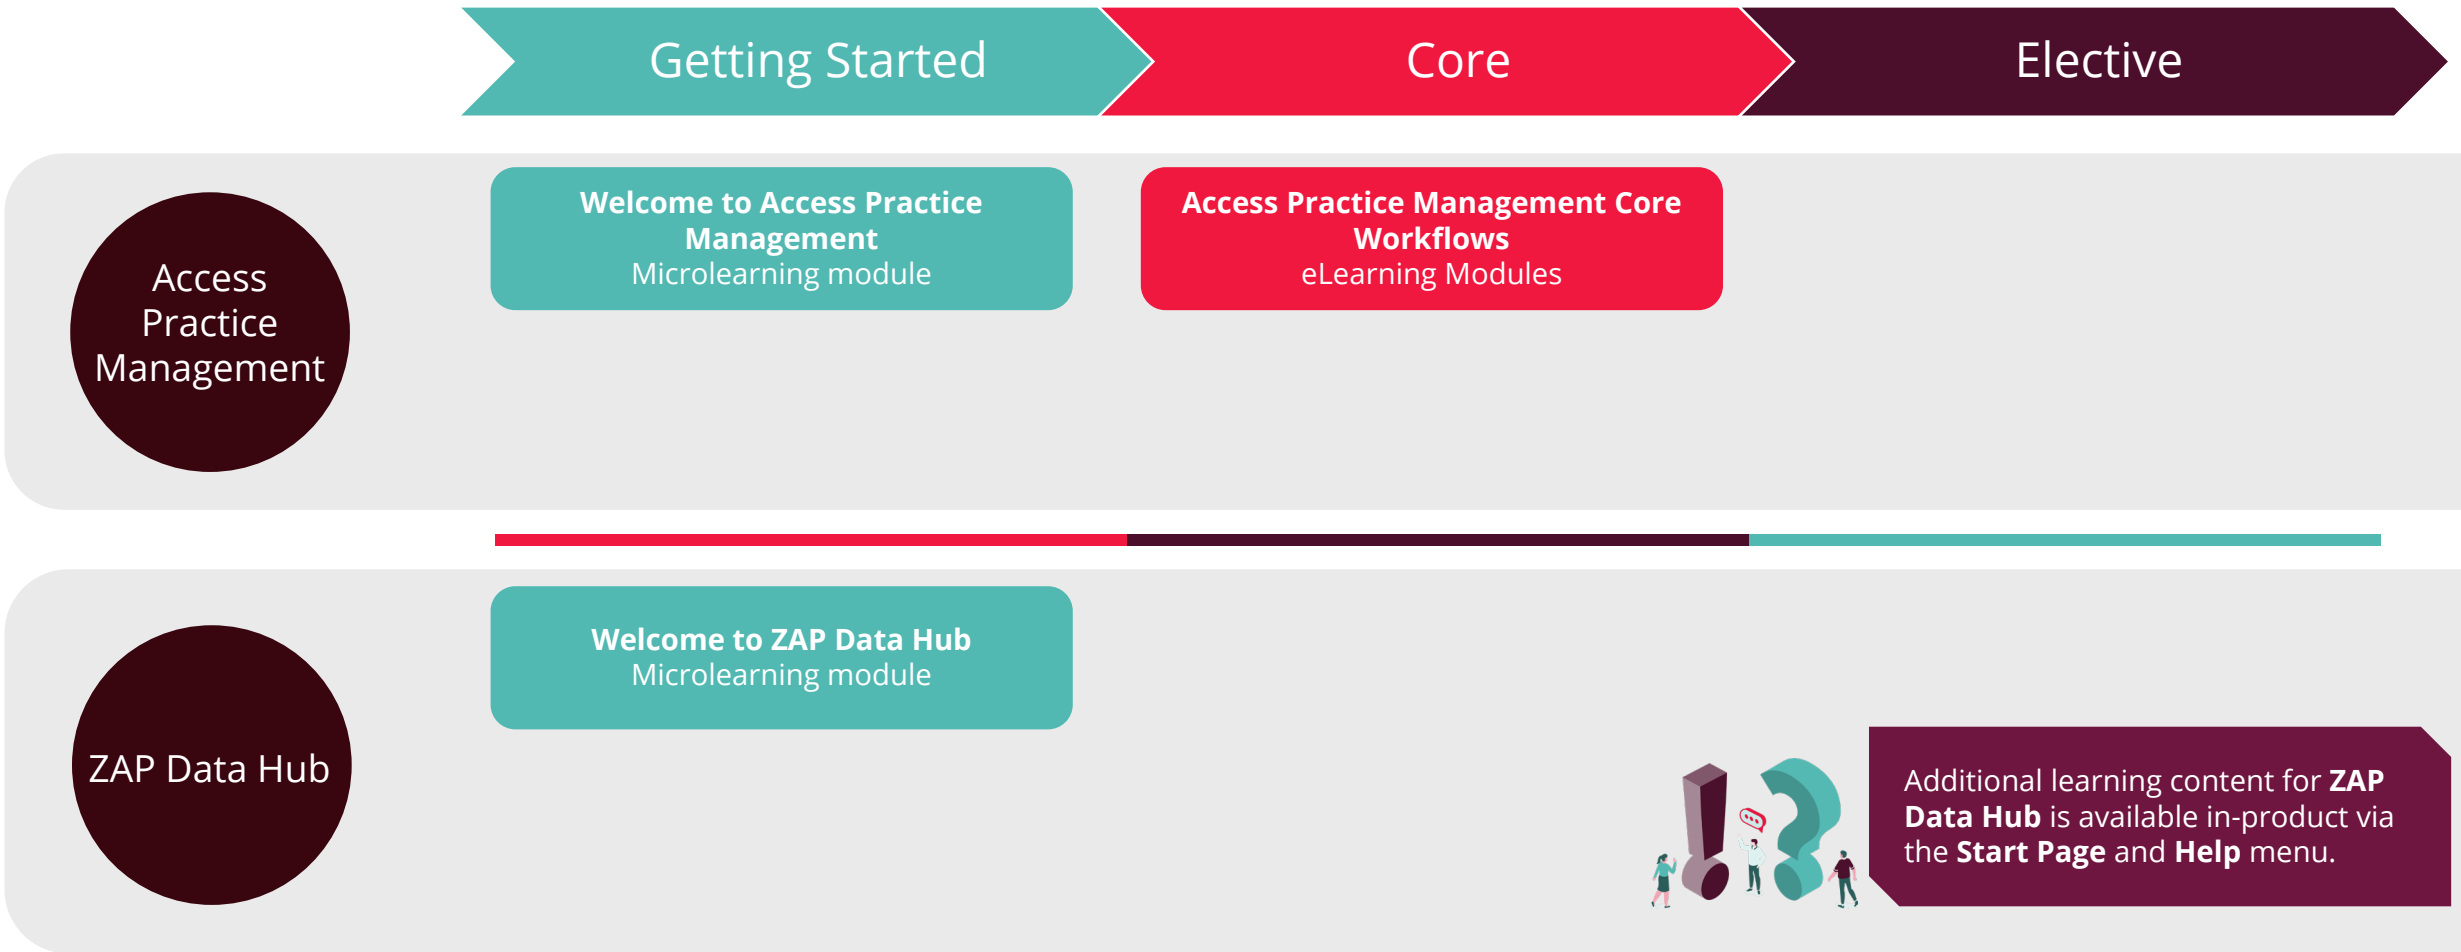 Getting Started
Core
Elective
Access
Practice
Management
Welcome to Access Practice
Management
Microlearning module
Access Practice Management Core
Workflows
eLearning Modules
ZAP Data Hub
Welcome to ZAP Data Hub
Microlearning module
Additional learning content for ZAP
Data Hub is available in-product via
the Start Page and Help menu.